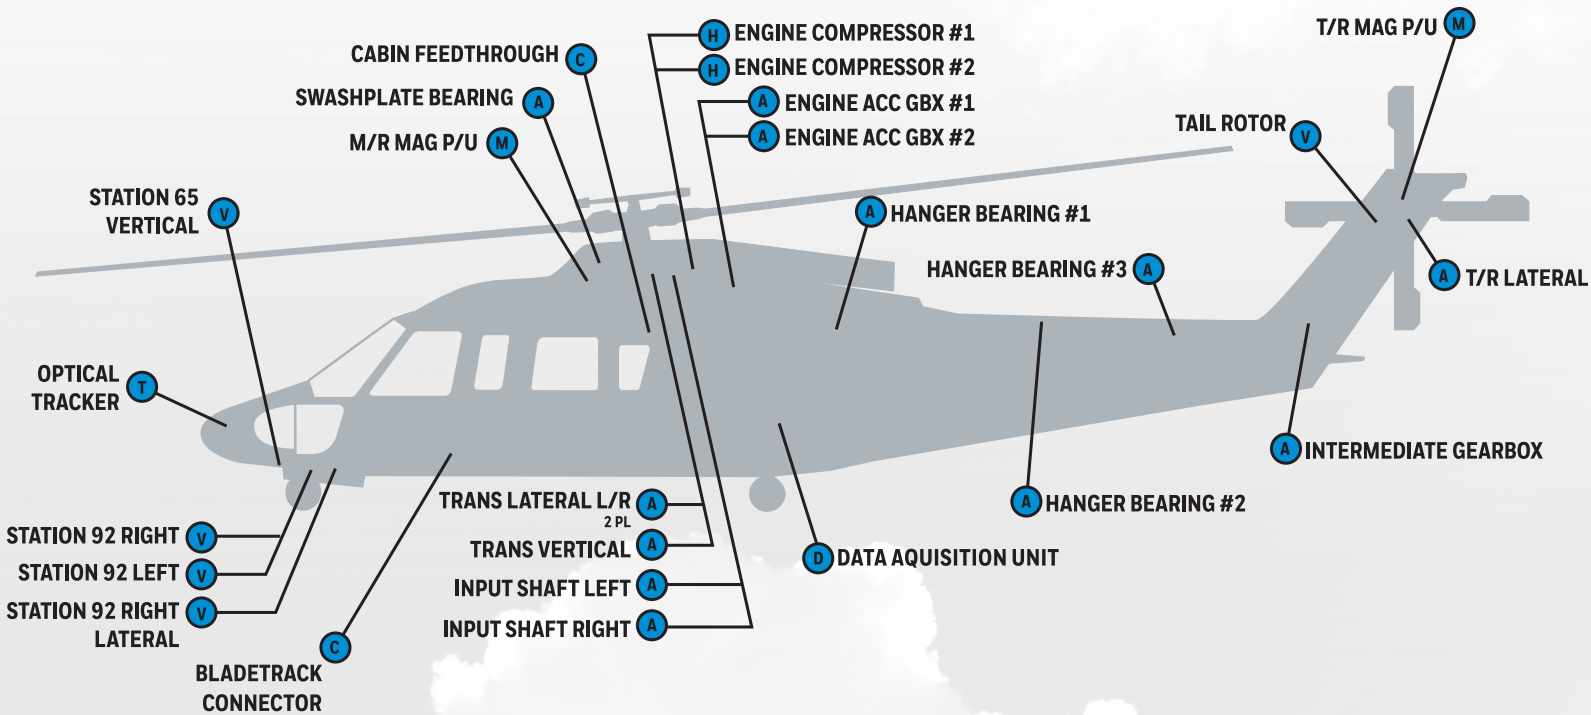 CABIN FEEDTHROUGH C
SWASHPLATE BEARING A
M/R MAG P/U M
H ENGINE COMPRESSOR #1
H ENGINE COMPRESSOR #2
A ENGINE ACC GBX #1
A ENGINE ACC GBX #2
T/R MAG P/U M
TAIL ROTOR V
STATION 65
VERTICAL
V
A HANGER BEARING #1
HANGER BEARING #3 A
A T/R LATERAL
OPTICAL
TRACKER
T
A INTERMEDIATE GEARBOX
A HANGER BEARING #2
TRANS LATERAL L/R A
2 PL
TRANS VERTICAL A
INPUT SHAFT LEFT A
INPUT SHAFT RIGHT A
D DATA AQUISITION UNIT
STATION 92 RIGHT V
STATION 92 LEFT V
STATION 92 RIGHT V
LATERAL
C
BLADETRACK
CONNECTOR